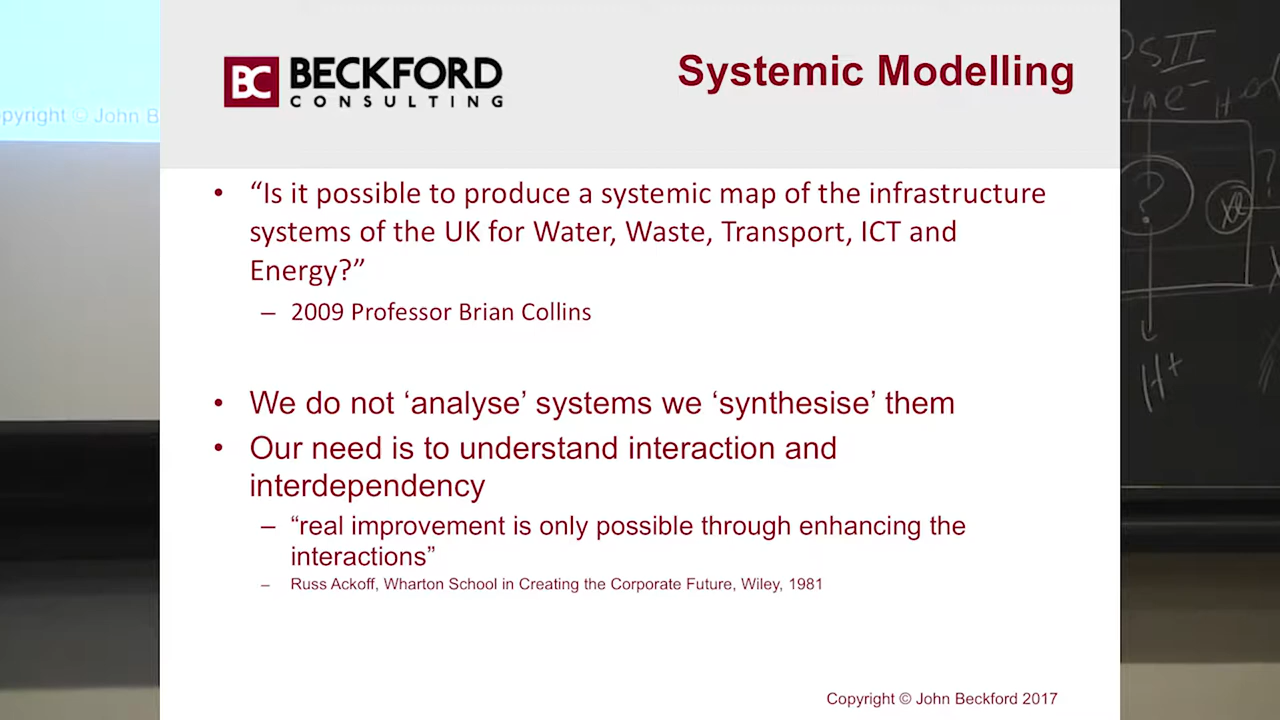 BC BECKFORD
CONSULTING
Systemic Modelling
• “Is it possible to produce a systemic map of the infrastructure
systems of the UK for Water, Waste, Transport, ICT and
Energy?”
– 2009 Professor Brian Collins
• We do not ‘analyse’ systems we ‘synthesise’ them
• Our need is to understand interaction and
interdependency
– “real improvement is only possible through enhancing the
interactions”
– Russ Ackoff, Wharton School in Creating the Corporate Future, Wiley, 1981
Copyright © John Beckford 2017
pyright © John B
?
H+